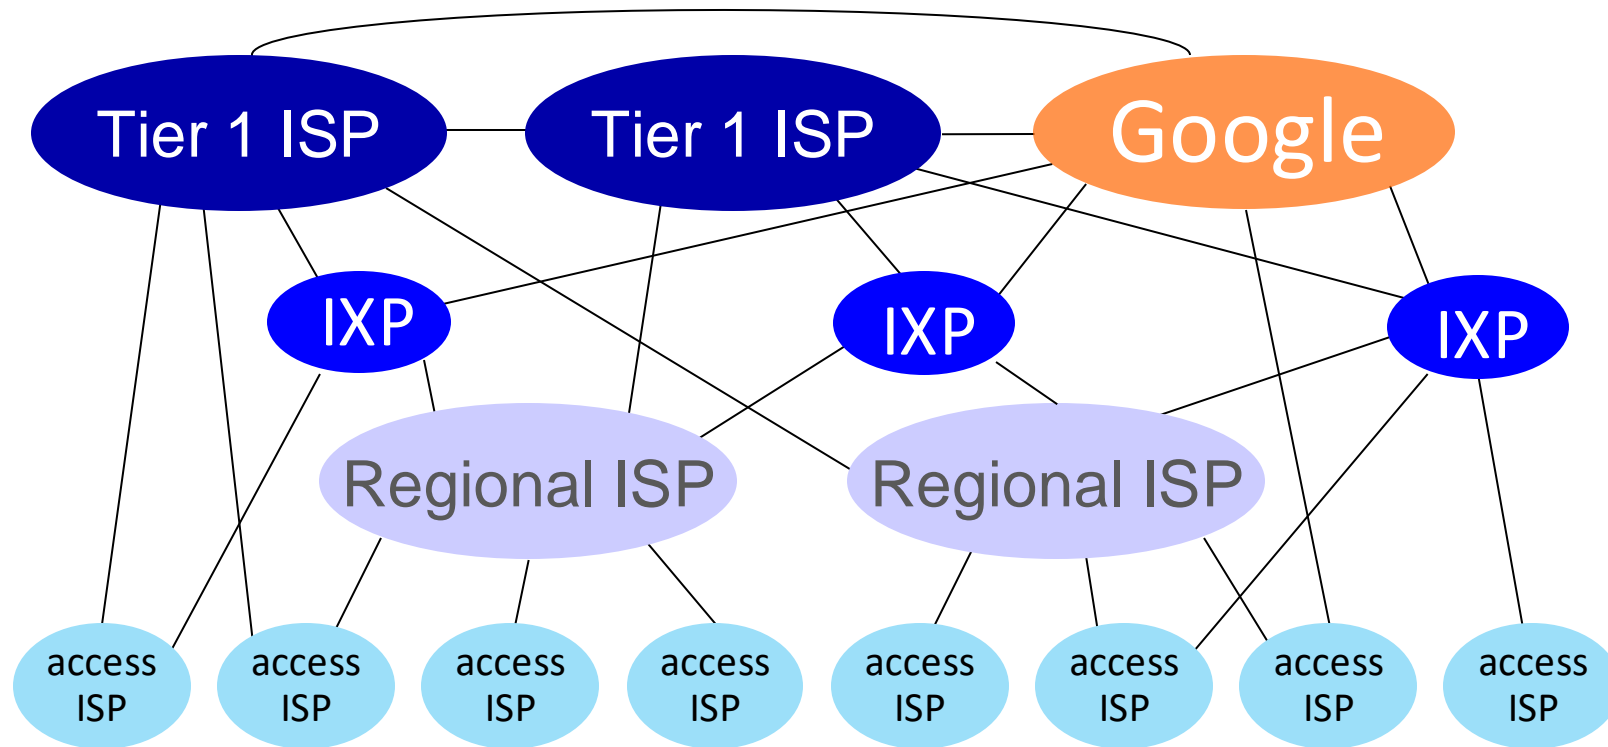 Tier 1 ISP
Tier 1 ISP
Google
IXP
IXP
IXP
Regional ISP
Regional ISP
access
ISP
access
ISP
access
ISP
access
ISP
access
ISP
access
ISP
access
ISP
access
ISP